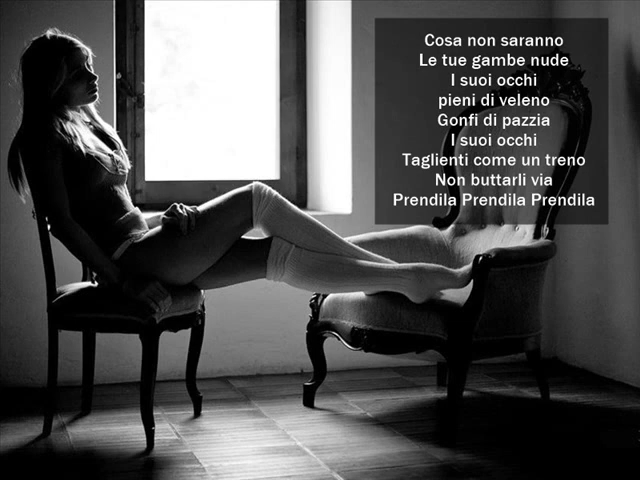 Cosa non saranno
Le tue gambe nude
I suoi occhi
pieni di veleno
Gonfi di pazzia
I suoi occhi
Taglienti come un treno
Non buttarli via
Prendila Prendila Prendila